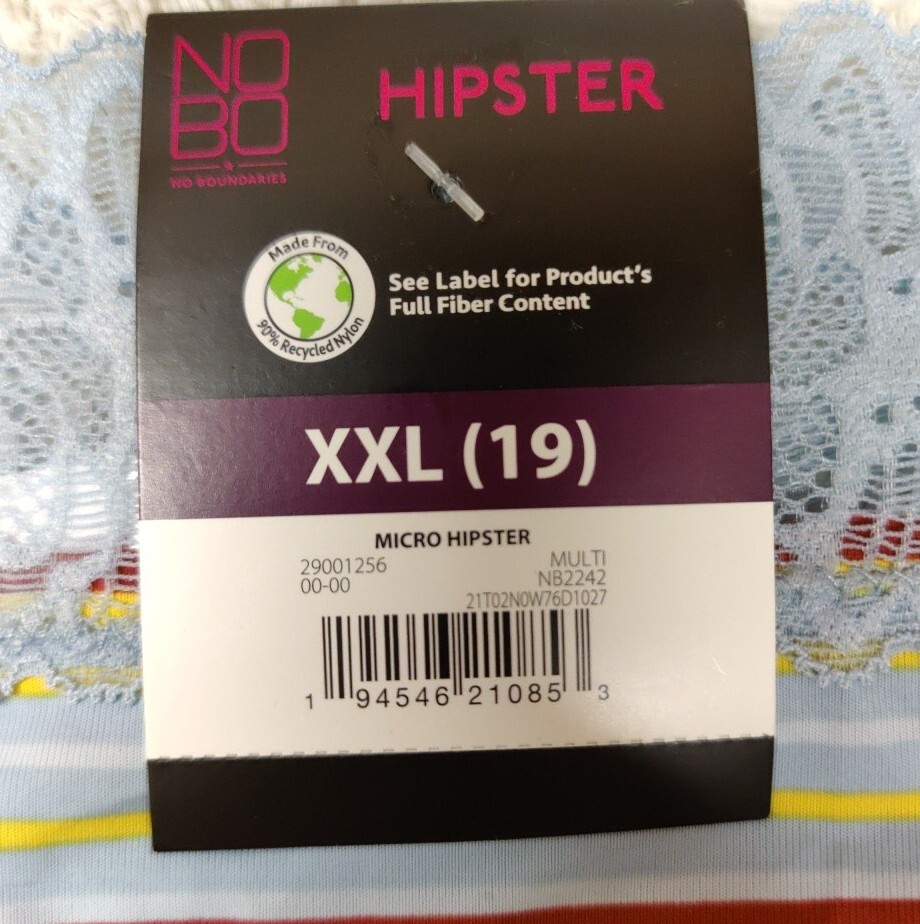 NO
BO
NO BOUNDARIES
HIPSTER
Made From
90% Recycled Nylon
See Label for Product's
Full Fiber Content
XXL (19)
MICRO HIPSTER
29001256
00-00
MULTI
NB2242
21T02N0W76D1027
1 94546 21085 3